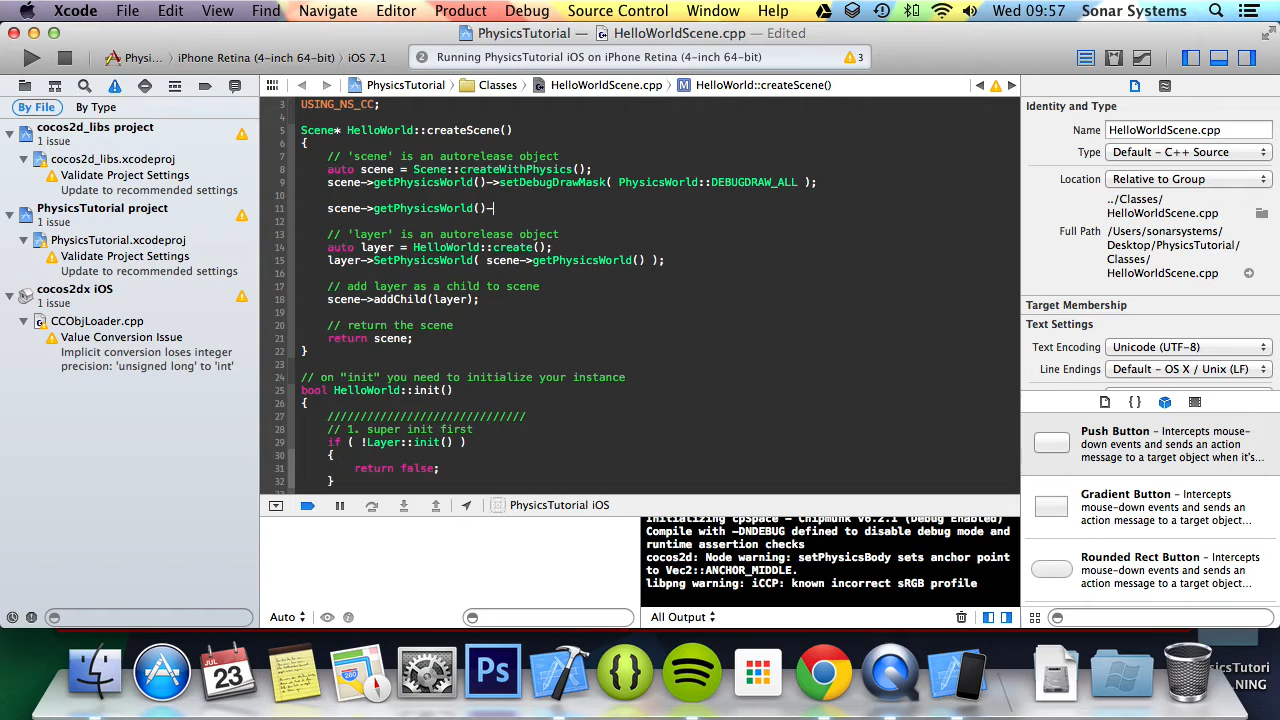 Xcode File Edit View Find Navigate Editor Product Debug Source Control Window Help Wed 09:57 Sonar Systems
PhysicsTutorial — HelloWorldScene.cpp — Edited
Physi... iPhone Retina (4-inch 64-bit) iOS 7.1
2 Running PhysicsTutorial iOS on iPhone Retina (4-inch 64-bit) 3
PhysicsTutorial Classes HelloWorldScene.cpp M HelloWorld::createScene()
By File By Type
cocos2d_libs project
1 issue
cocos2d_libs.xcodeproj
Validate Project Settings
Update to recommended settings
PhysicsTutorial project
1 issue
PhysicsTutorial.xcodeproj
Validate Project Settings
Update to recommended settings
cocos2dx iOS
1 issue
CCObjLoader.cpp
Value Conversion Issue
Implicit conversion loses integer
precision: 'unsigned long' to 'int'
3 USING_NS_CC;
4
5 Scene* HelloWorld::createScene()
6 {
7 // 'scene' is an autorelease object
8 auto scene = Scene::createWithPhysics();
9 scene->getPhysicsWorld()->setDebugDrawMask( PhysicsWorld::DEBUGDRAW_ALL );
10
11 scene->getPhysicsWorld()-
12
13 // 'layer' is an autorelease object
14 auto layer = HelloWorld::create();
15 layer->SetPhysicsWorld( scene->getPhysicsWorld() );
16
17 // add layer as a child to scene
18 scene->addChild(layer);
19
20 // return the scene
21 return scene;
22 }
23
24 // on "init" you need to initialize your instance
25 bool HelloWorld::init()
26 {
27 //////////////////////////////
28 // 1. super init first
29 if ( !Layer::init() )
30 {
31 return false;
32 }
PhysicsTutorial iOS
Initializing cpSpace - Chipmunk v6.2.1 (Debug Enabled)
Compile with -DNDEBUG defined to disable debug mode and
runtime assertion checks
cocos2d: Node warning: setPhysicsBody sets anchor point
to Vec2::ANCHOR_MIDDLE.
libpng warning: iCCP: known incorrect sRGB profile
Auto
All Output
Identity and Type
Name HelloWorldScene.cpp
Type Default - C++ Source
Location Relative to Group
../Classes/
HelloWorldScene.cpp
Full Path /Users/sonarsystems/
Desktop/PhysicsTutorial/
Classes/
HelloWorldScene.cpp
Target Membership
Text Settings
Text Encoding Unicode (UTF-8)
Line Endings Default - OS X / Unix (LF)
Push Button - Intercepts mouse-
down events and sends an action
message to a target object when it's...
Gradient Button - Intercepts
mouse-down events and sends an
action message to a target object...
Rounded Rect Button - Intercepts
mouse-down events and sends an
action message to a target object...
JUL
23
Ps